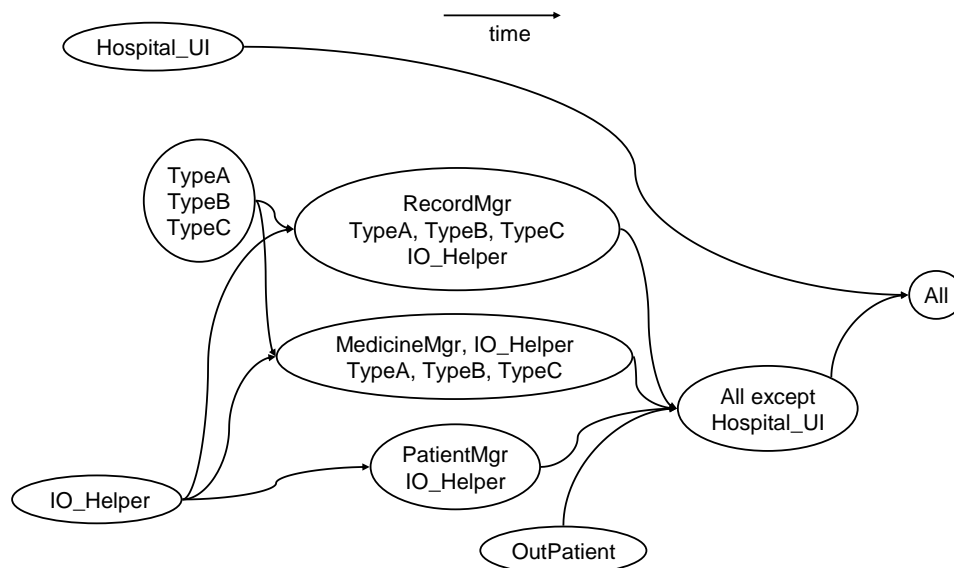 time
Hospital_UI
TypeA
TypeB
TypeC
RecordMgr
TypeA, TypeB, TypeC
IO_Helper
All
MedicineMgr, IO_Helper
TypeA, TypeB, TypeC
All except
Hospital_UI
PatientMgr
IO_Helper
IO_Helper
OutPatient